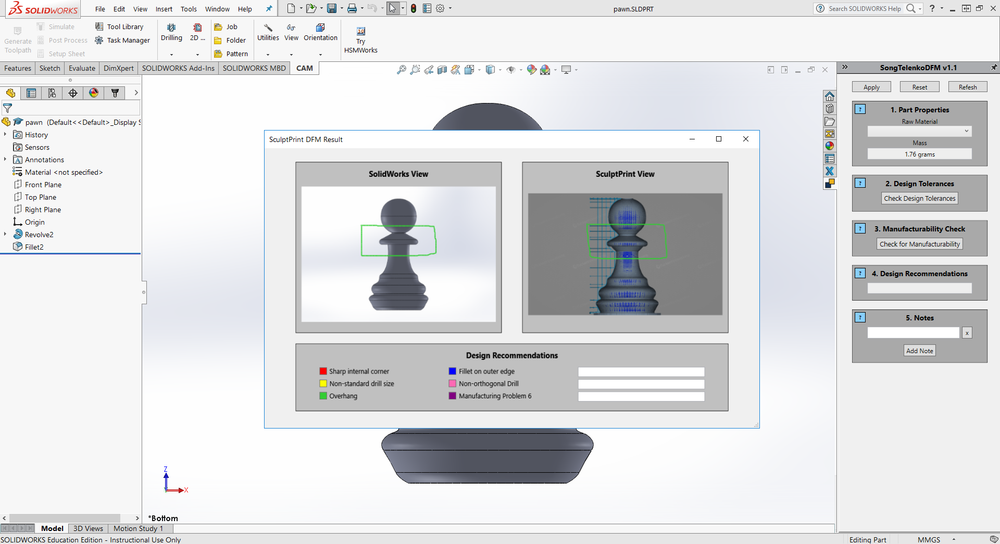 SOLIDWORKS
File Edit View Insert Tools Window Help
pawn.SLDPRT
Search SOLIDWORKS Help
Generate Toolpath
Simulate
Post Process
Setup Sheet
Tool Library
Task Manager
Drilling
2D ...
Job
Folder
Pattern
Utilities
View
Orientation
Try HSMWorks
Features Sketch Evaluate DimXpert SOLIDWORKS Add-Ins SOLIDWORKS MBD CAM
pawn (Default<<Default>_Display S
History
Sensors
Annotations
Material <not specified>
Front Plane
Top Plane
Right Plane
Origin
Revolve2
Fillet2
SculptPrint DFM Result
SolidWorks View
SculptPrint View
Design Recommendations
Sharp internal corner
Non-standard drill size
Overhang
Fillet on outer edge
Non-orthogonal Drill
Manufacturing Problem 6
Z
X
*Bottom
SongTelenkoDFM v1.1
Apply Reset Refesh
? 1. Part Properties
Raw Material
Mass
1.76 grams
? 2. Design Tolerances
Check Design Tolerances
? 3. Manufacturability Check
Check for Manufacturability
? 4. Design Recommendations
? 5. Notes
x
Add Note
Model 3D Views Motion Study 1
SOLIDWORKS Education Edition - Instructional Use Only
Editing Part MMGS